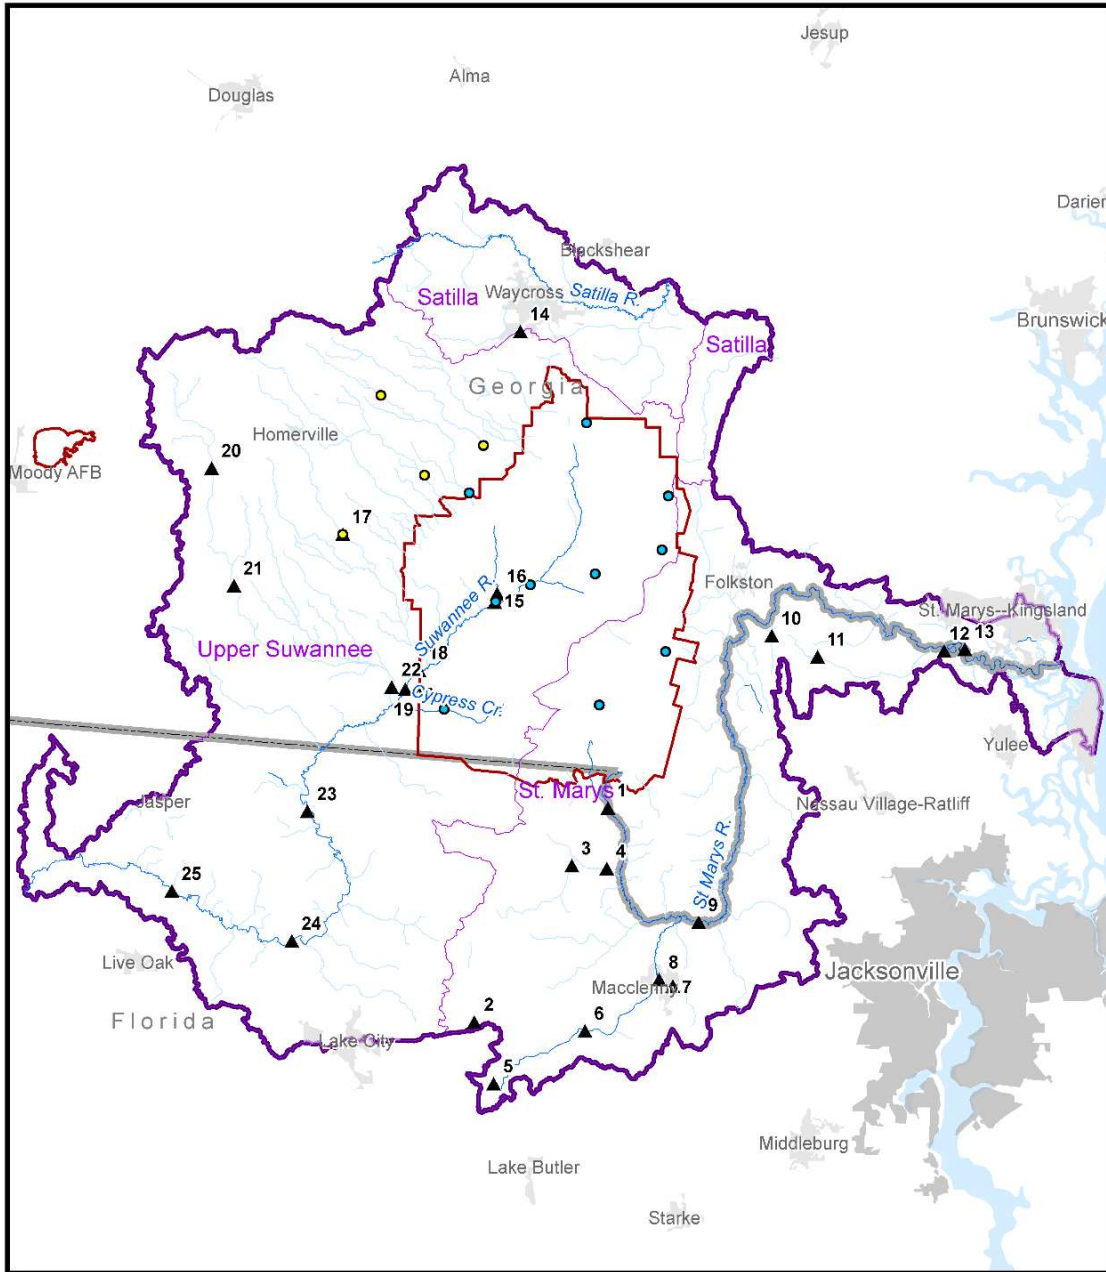 Jesup
Alma
Douglas
Darien
Blackshear
Satilla
Waycross
Satilla R.
14
Brunswick
Satilla
Georgia
Homerville
20
Moody AFB
17
16
15
Suwannee R.
21
Folkston
St. Marys--Kingsland
10
11
12
13
Upper Suwannee
18
22
Cypress Cr.
19
Yulee
St. Marys
1
Jasper
23
Nassau Village-Ratliff
3
4
St Marys R.
25
9
24
Live Oak
8
Jacksonville
Macclenny
7
2
6
Florida
Lake City
5
Middleburg
Lake Butler
Starke